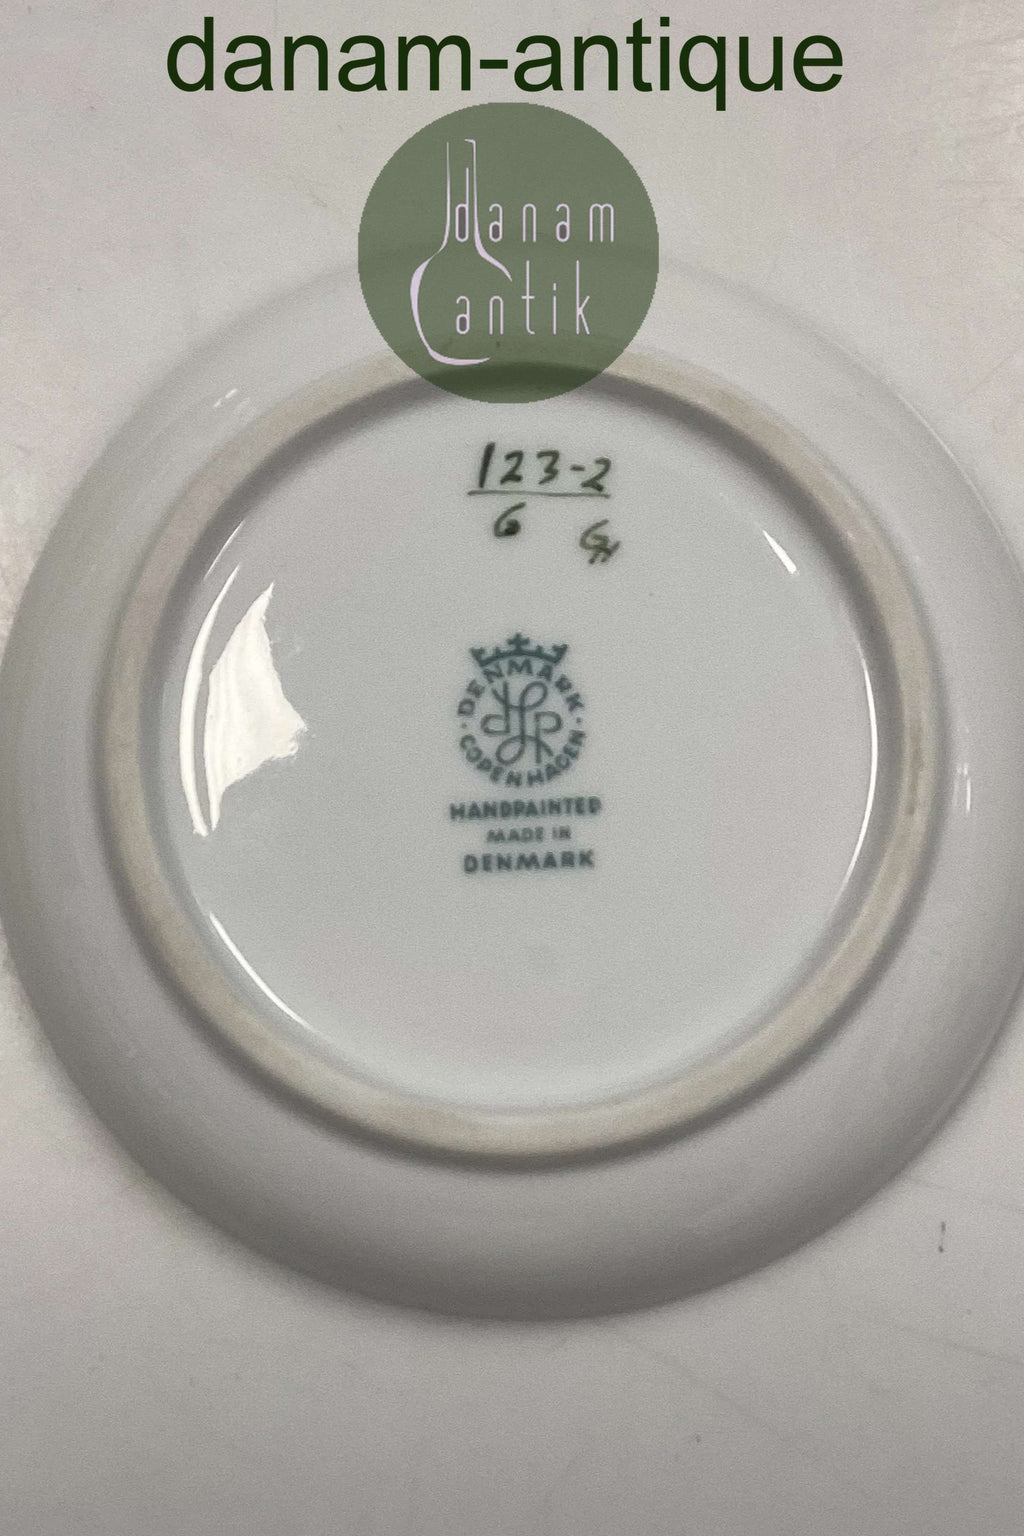 danam-antique
danam
antik
123-2
6
DENMARK
COPENHAGEN
HANDPAINTED
MADE IN
DENMARK